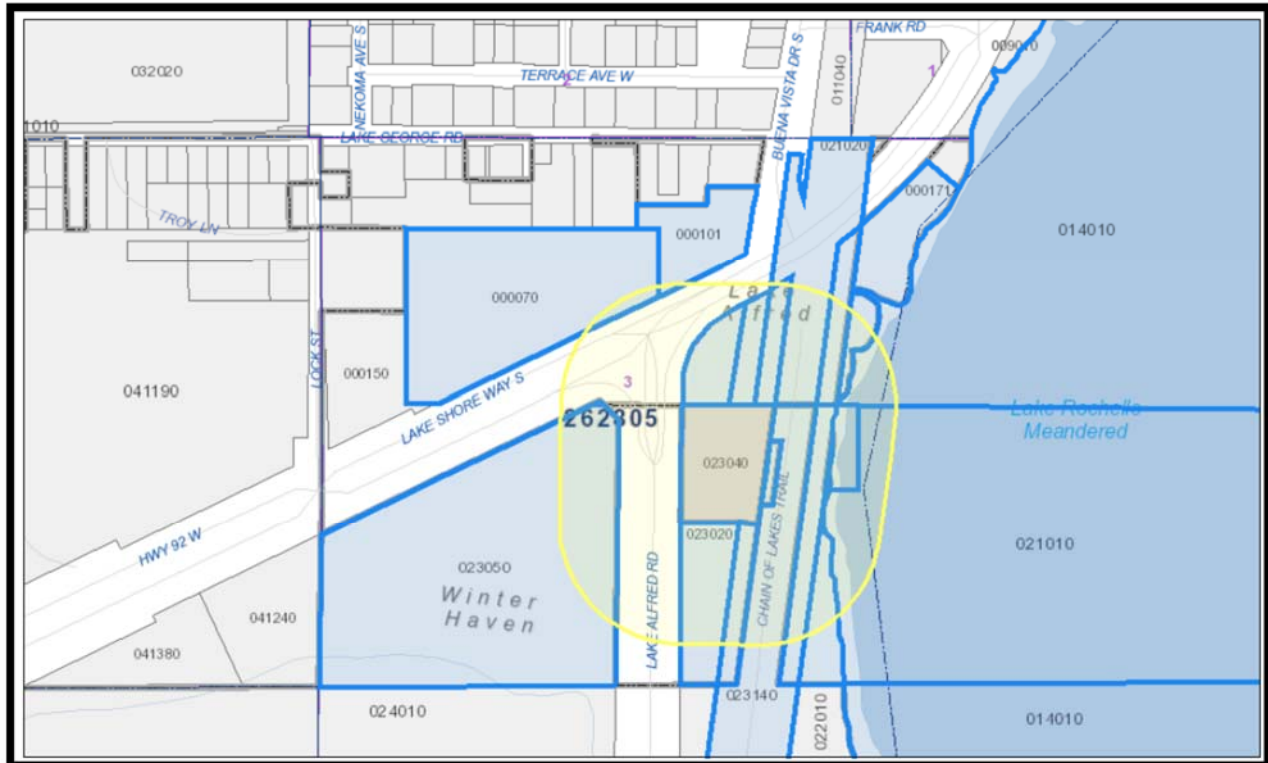 FRANK RD
009010
032020
NEKOMA AVE S
TERRACE AVE W
2
BUENA VISTA DR S
011040
1
1010
LAKE GEORGE RD
021020
000171
TROY LN
000101
014010
000070
Lake
Alfred
LOCK ST
000150
3
041190
LAKE SHORE WAY S
262305
Lake Rochelle
Meandered
023040
CHAIN OF LAKES TRAIL
023020
HWY 92 W
021010
023050
Winter
Haven
LAKE ALFRED RD
041240
041380
023140
024010
022010
014010